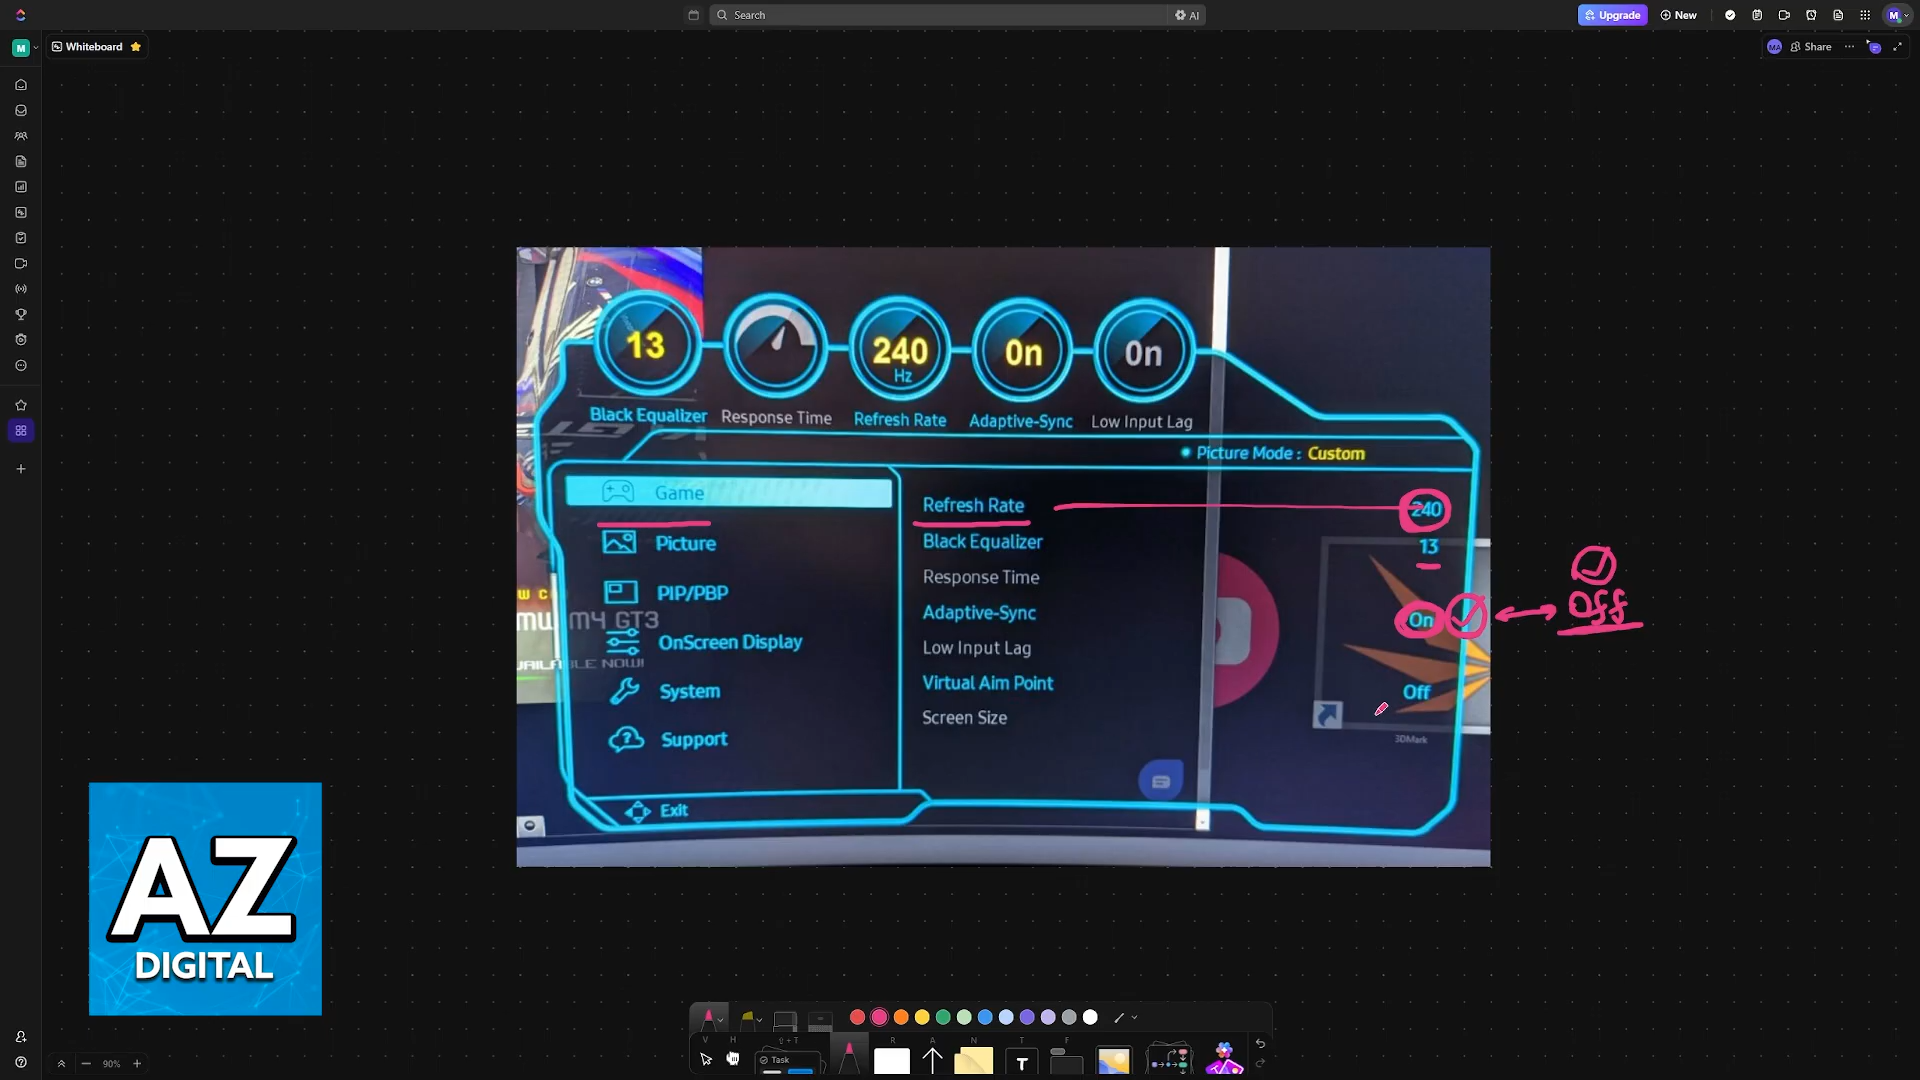 Search
AI
Upgrade
New
M
M
Whiteboard
MA
Share
13
240
Hz
On
On
Black Equalizer
Response Time
Refresh Rate
Adaptive-Sync
Low Input Lag
Picture Mode : Custom
Game
Picture
PIP/PBP
OnScreen Display
System
Support
Exit
Refresh Rate
240
Black Equalizer
13
Response Time
Adaptive-Sync
On
Low Input Lag
Virtual Aim Point
Off
Screen Size
Off
M4 GT3
NOW!
3DMark
AZ
DIGITAL
V
H
⇧ + T
Task
R
A
N
T
T
F
90%